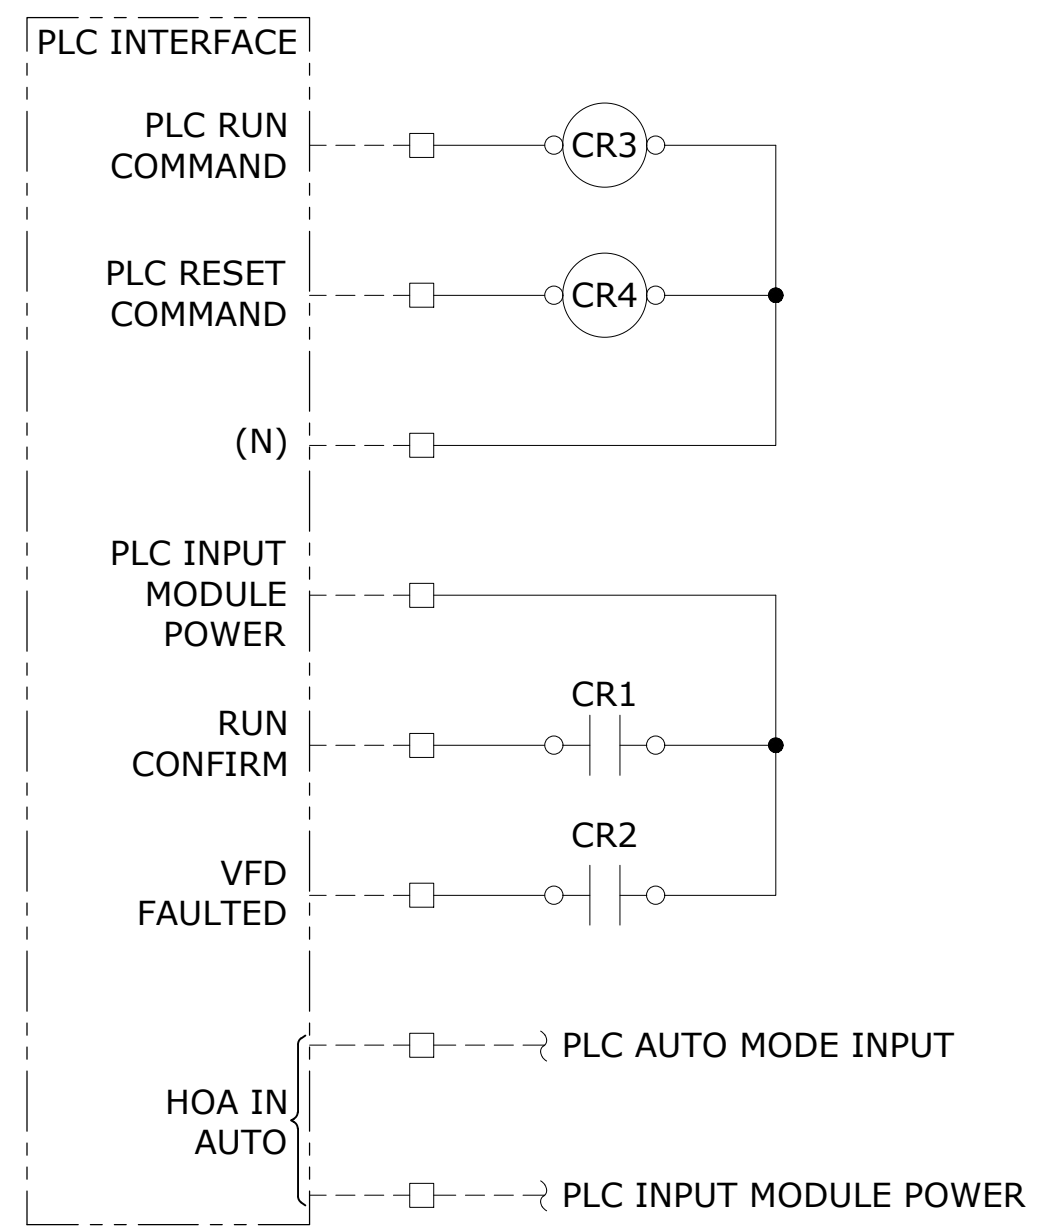 PLC INTERFACE
PLC RUN
COMMAND
CR3
PLC RESET
COMMAND
CR4
(N)
PLC INPUT
MODULE
POWER
CR1
RUN
CONFIRM
CR2
VFD
FAULTED
PLC AUTO MODE INPUT
HOA IN
AUTO
PLC INPUT MODULE POWER